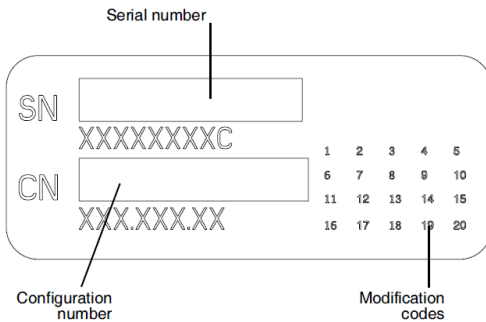 Serial number
SN
XXXXXXXXC
CN
XXX.XXX.XX
1 2 3 4 5
6 7 8 9 10
11 12 13 14 15
16 17 18 19 20
Configuration
number
Modification
codes